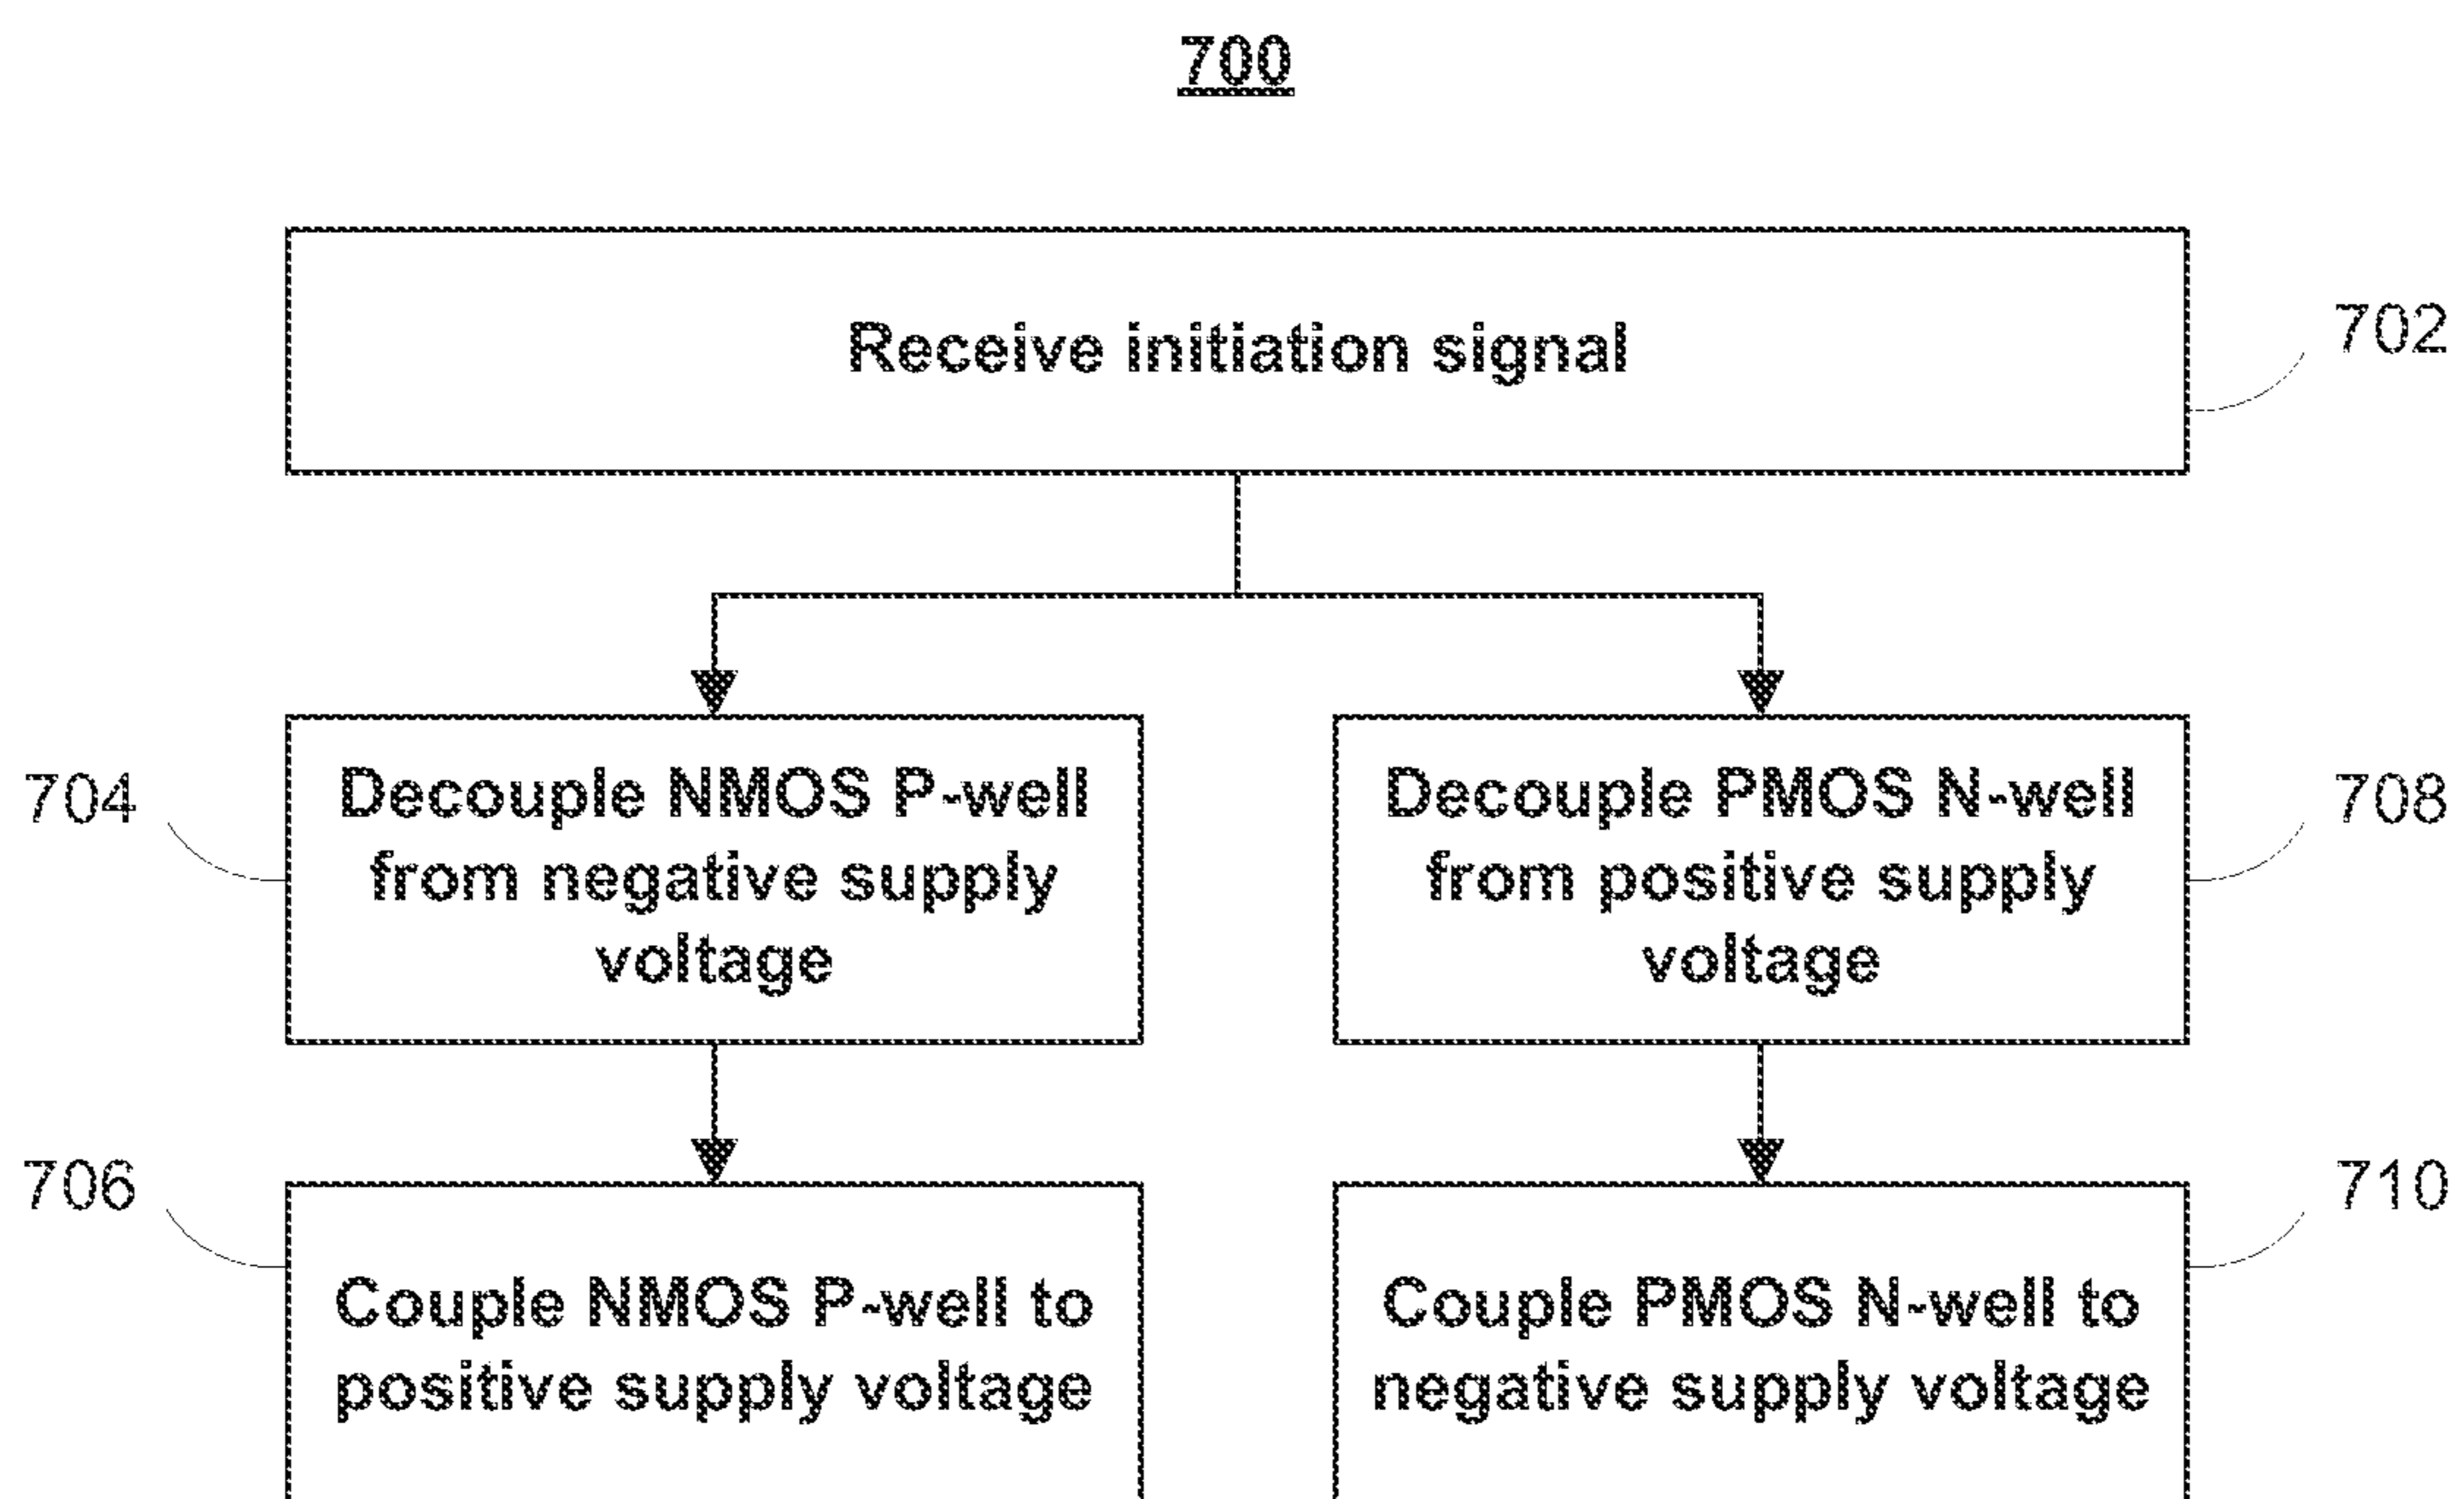 700
Receive initiation signal
702
704
Decouple NMOS P-well
from negative supply
voltage
Decouple PMOS N-well
from positive supply
voltage
708
706
Couple NMOS P-well to
positive supply voltage
Couple PMOS N-well to
negative supply voltage
710